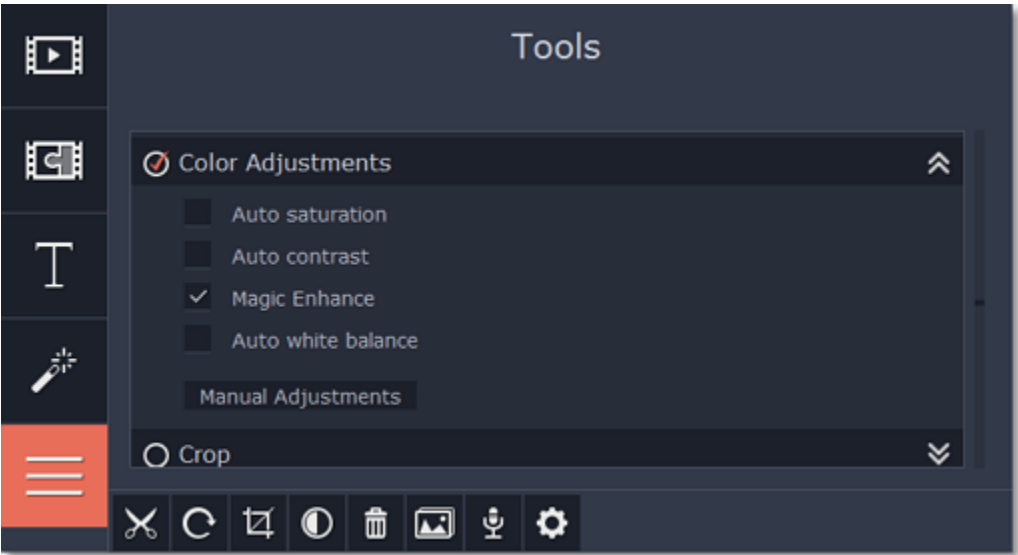 Tools
Color Adjustments
Auto saturation
Auto contrast
Magic Enhance
Auto white balance
Manual Adjustments
Crop